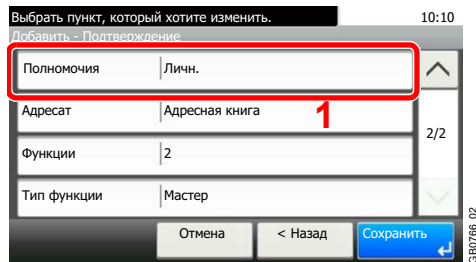 Выбрать пункт, который хотите изменить. 10:10
Добавить - Подтверждение
Полномочия Личн.
Адресат Адресная книга
1
2/2
Функции 2
Тип функции Мастер
Отмена < Назад Сохранить
GB0766_02